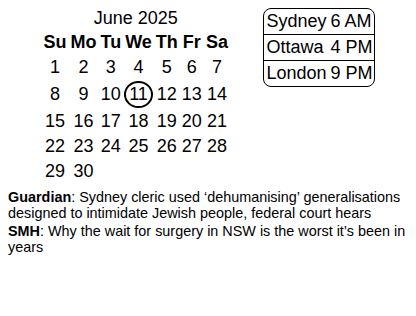 June 2025
Su Mo Tu We Th Fr Sa
1 2 3 4 5 6 7
8 9 10 11 12 13 14
15 16 17 18 19 20 21
22 23 24 25 26 27 28
29 30
Sydney 6 AM
Ottawa 4 PM
London 9 PM
Guardian: Sydney cleric used ‘dehumanising’ generalisations
designed to intimidate Jewish people, federal court hears
SMH: Why the wait for surgery in NSW is the worst it’s been in
years